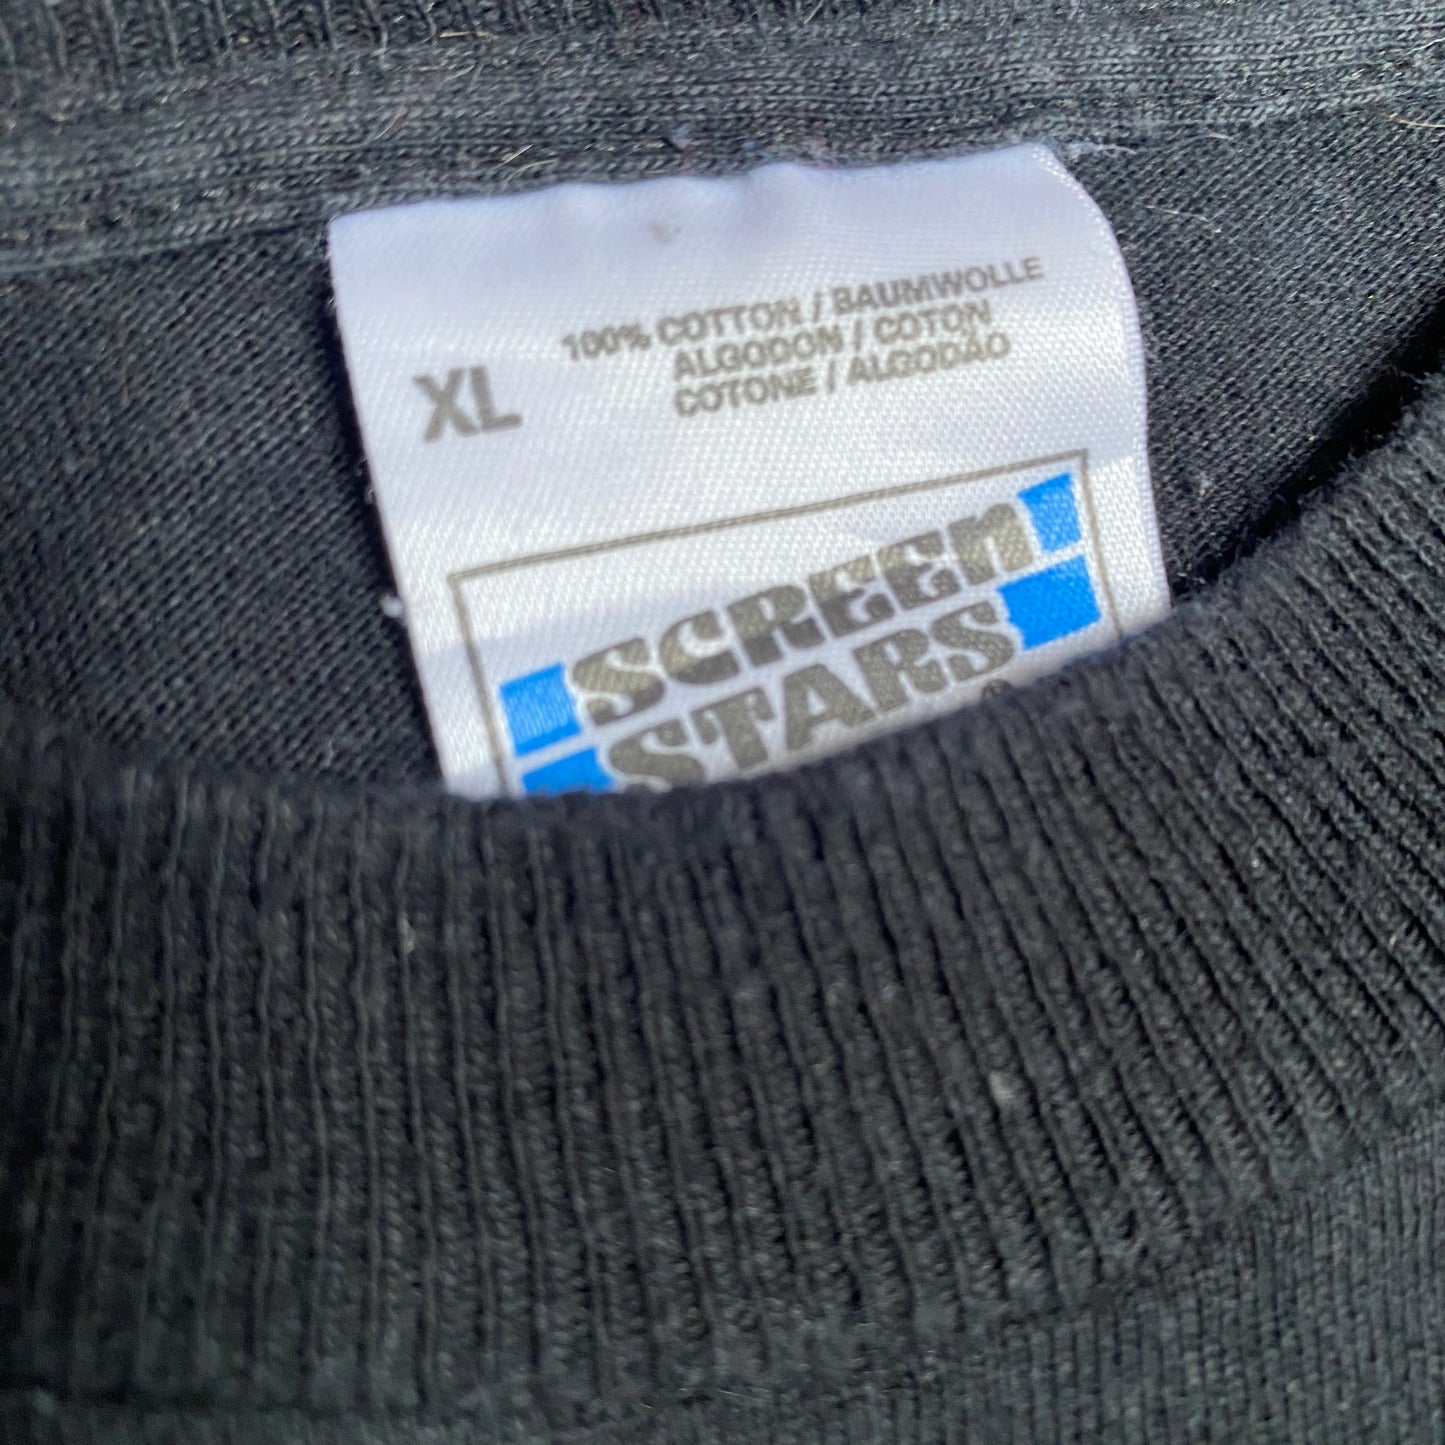 XL
100% COTTON / BAUMWOLLE
ALGODON / COTON
COTONE / ALGODÃO
SCREEN
STARS
®